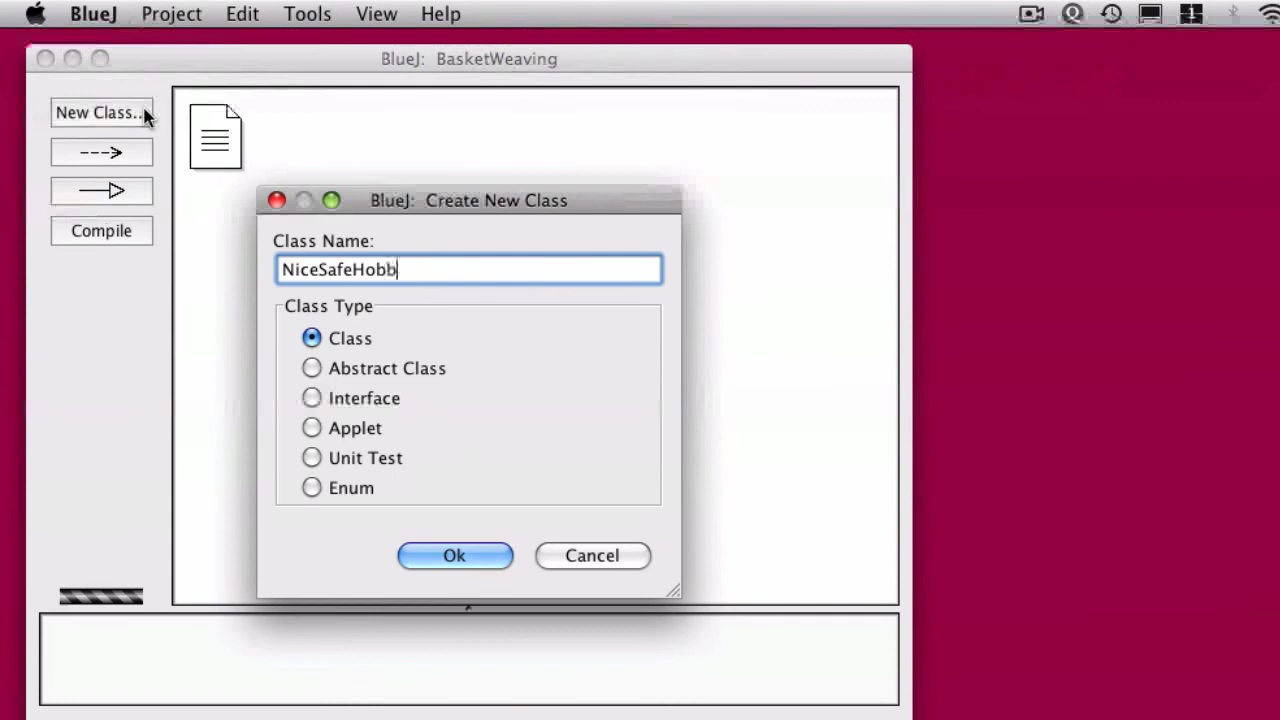 BlueJ Project Edit Tools View Help
1
BlueJ: BasketWeaving
New Class...
Compile
BlueJ: Create New Class
Class Name:
NiceSafeHobb
Class Type
Class
Abstract Class
Interface
Applet
Unit Test
Enum
Ok Cancel